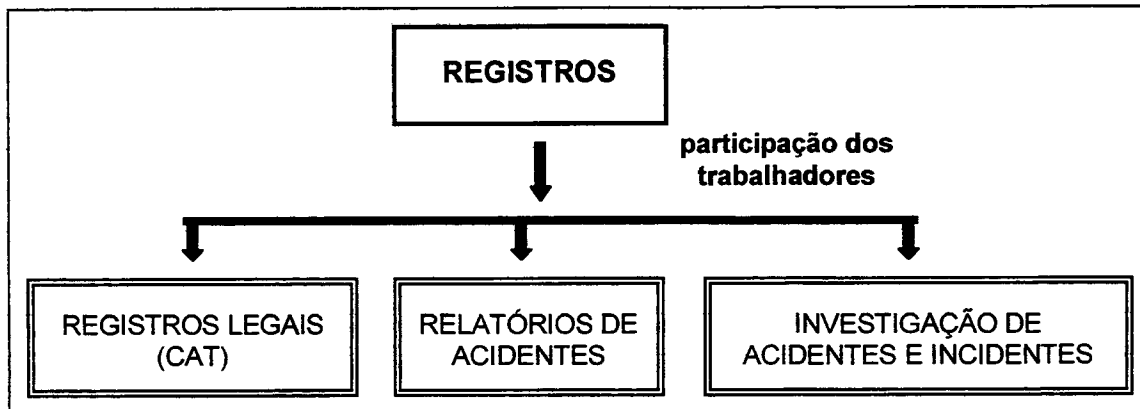 REGISTROS
participação dos
trabalhadores
REGISTROS LEGAIS
(CAT)
RELATÓRIOS DE
ACIDENTES
INVESTIGAÇÃO DE
ACIDENTES E INCIDENTES